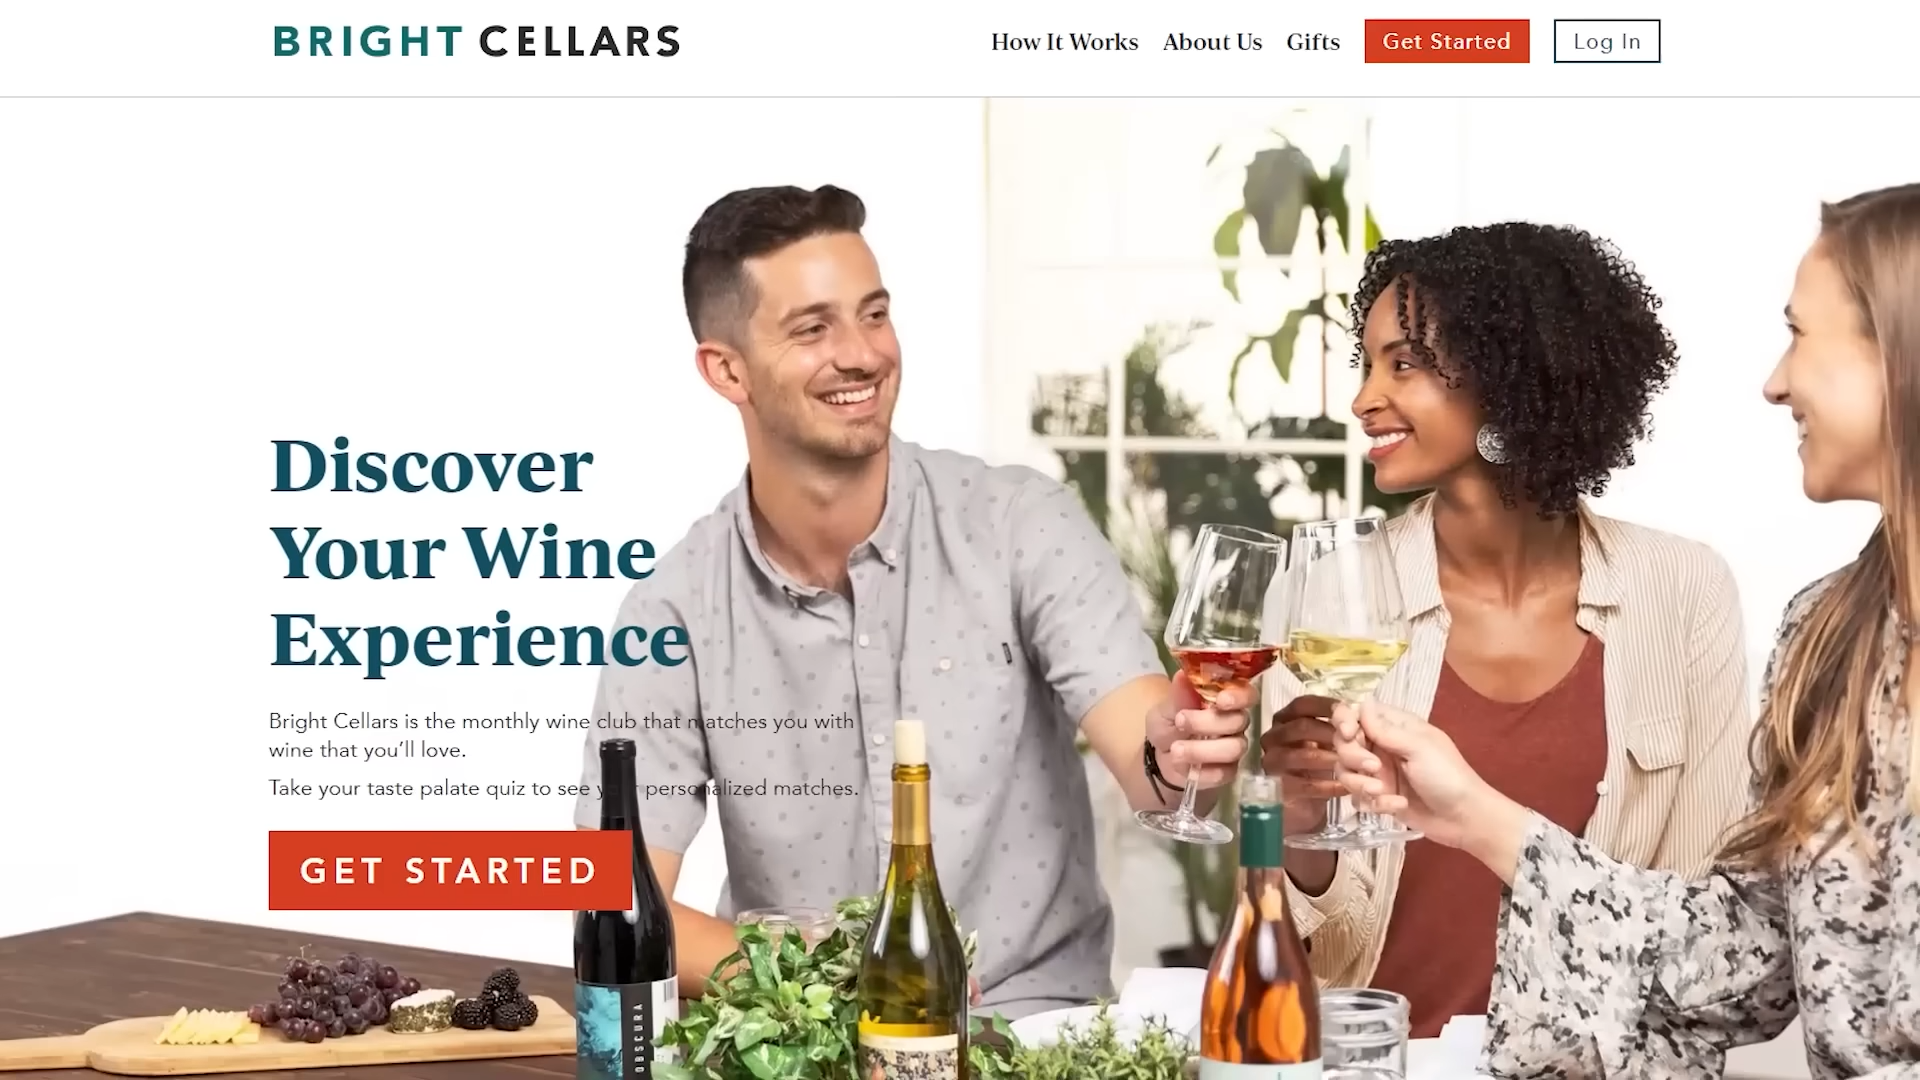 BRIGHT CELLARS
How It Works
About Us
Gifts
Get Started
Log In
Discover
Your Wine
Experience
Bright Cellars is the monthly wine club that matches you with
wine that you'll love.
Take your taste palate quiz to see your personalized matches.
GET STARTED
OBSCURA